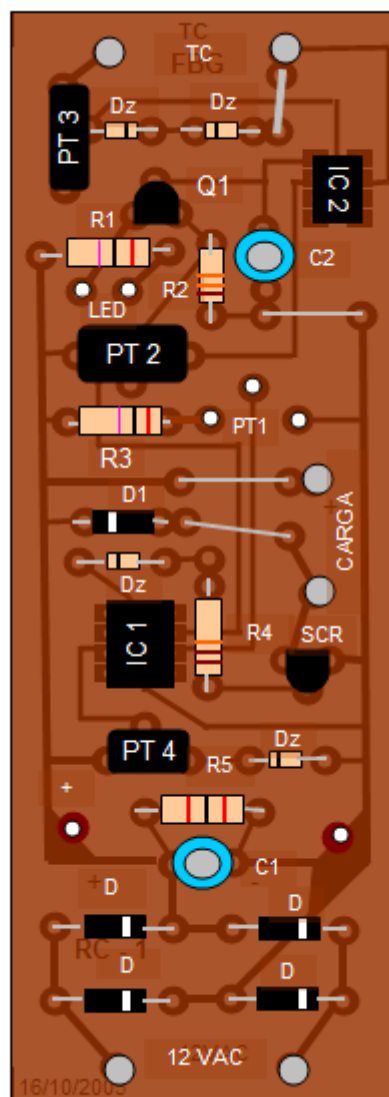 TC
TC
FBG
Dz Dz
PT 3
Q1
IC 2
R1
C2
R2
LED
PT 2
PT1
R3
+
D1
CARGA
Dz
IC 1
R4
SCR
PT 4
Dz
R5
+
C1
+
-
D
D
RC - 1
D
D
12 VAC
16/10/2005